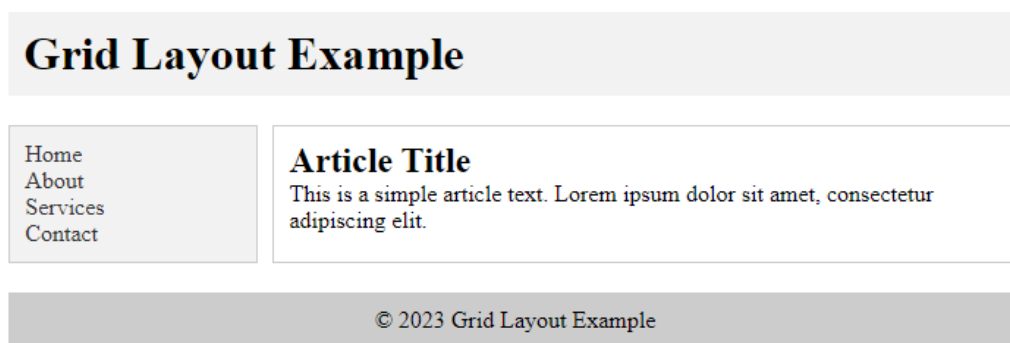 Grid Layout Example
Home
About
Services
Contact
Article Title
This is a simple article text. Lorem ipsum dolor sit amet, consectetur
adipiscing elit.
© 2023 Grid Layout Example